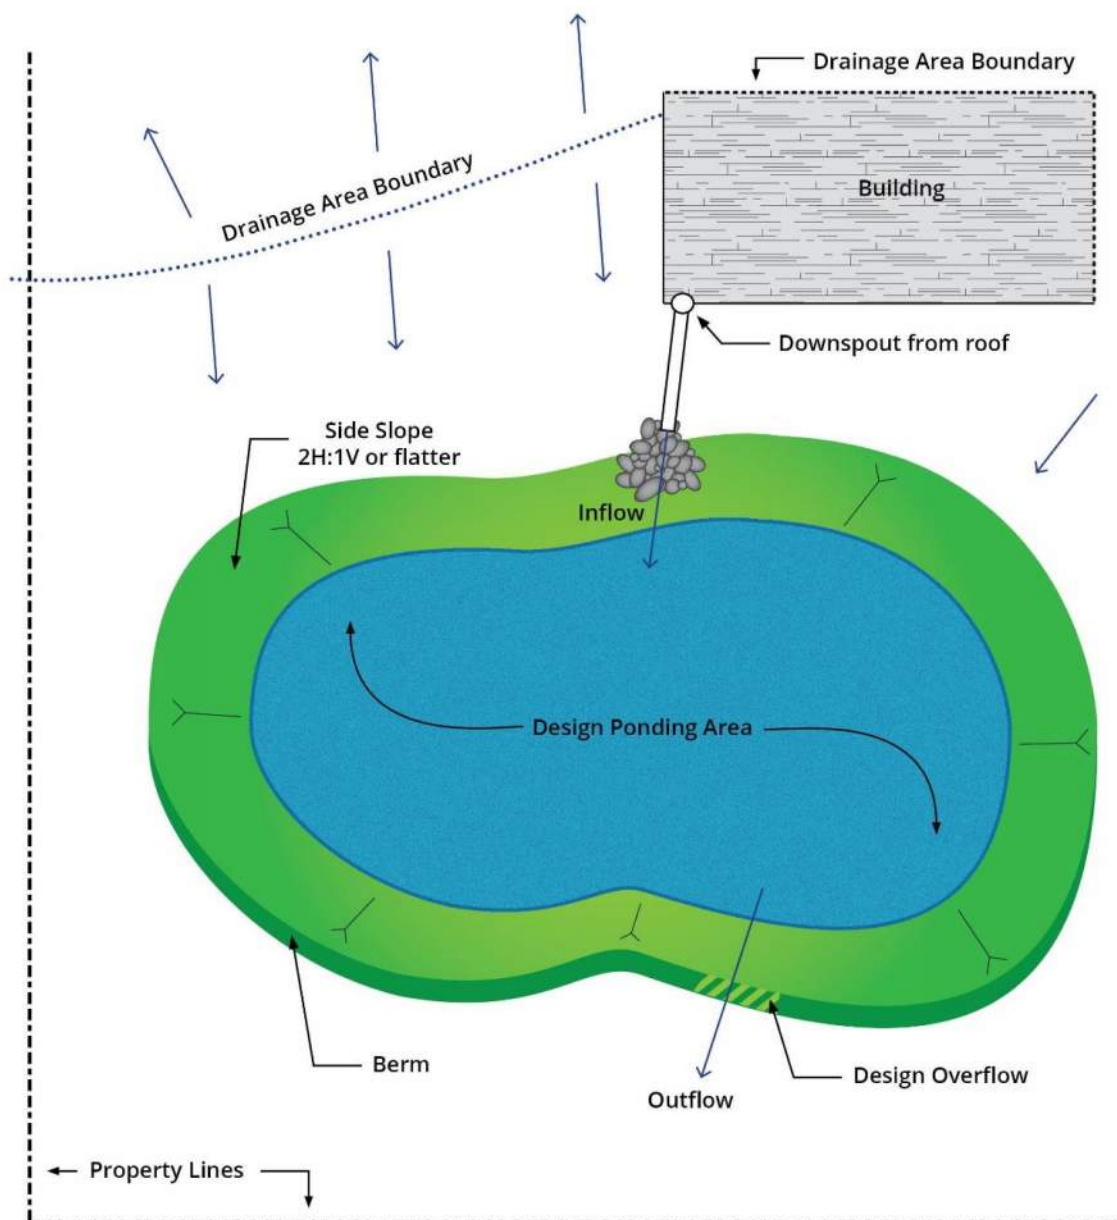 Drainage Area Boundary
Drainage Area Boundary
Building
Downspout from roof
Side Slope
2H:1V or flatter
Inflow
Design Ponding Area
Berm
Design Overflow
Outflow
Property Lines